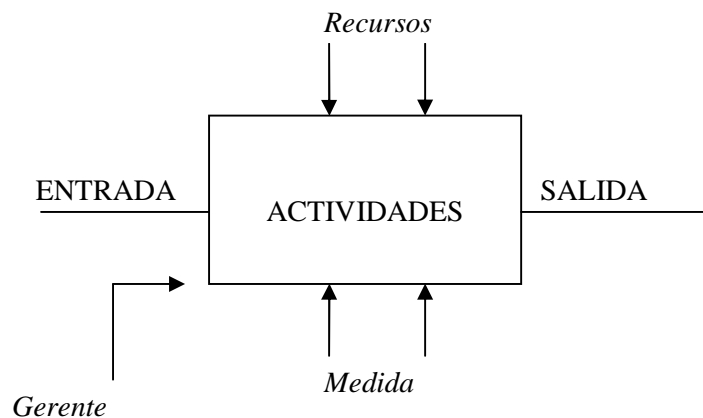 Recursos
ENTRADA
SALIDA
ACTIVIDADES
Medida
Gerente